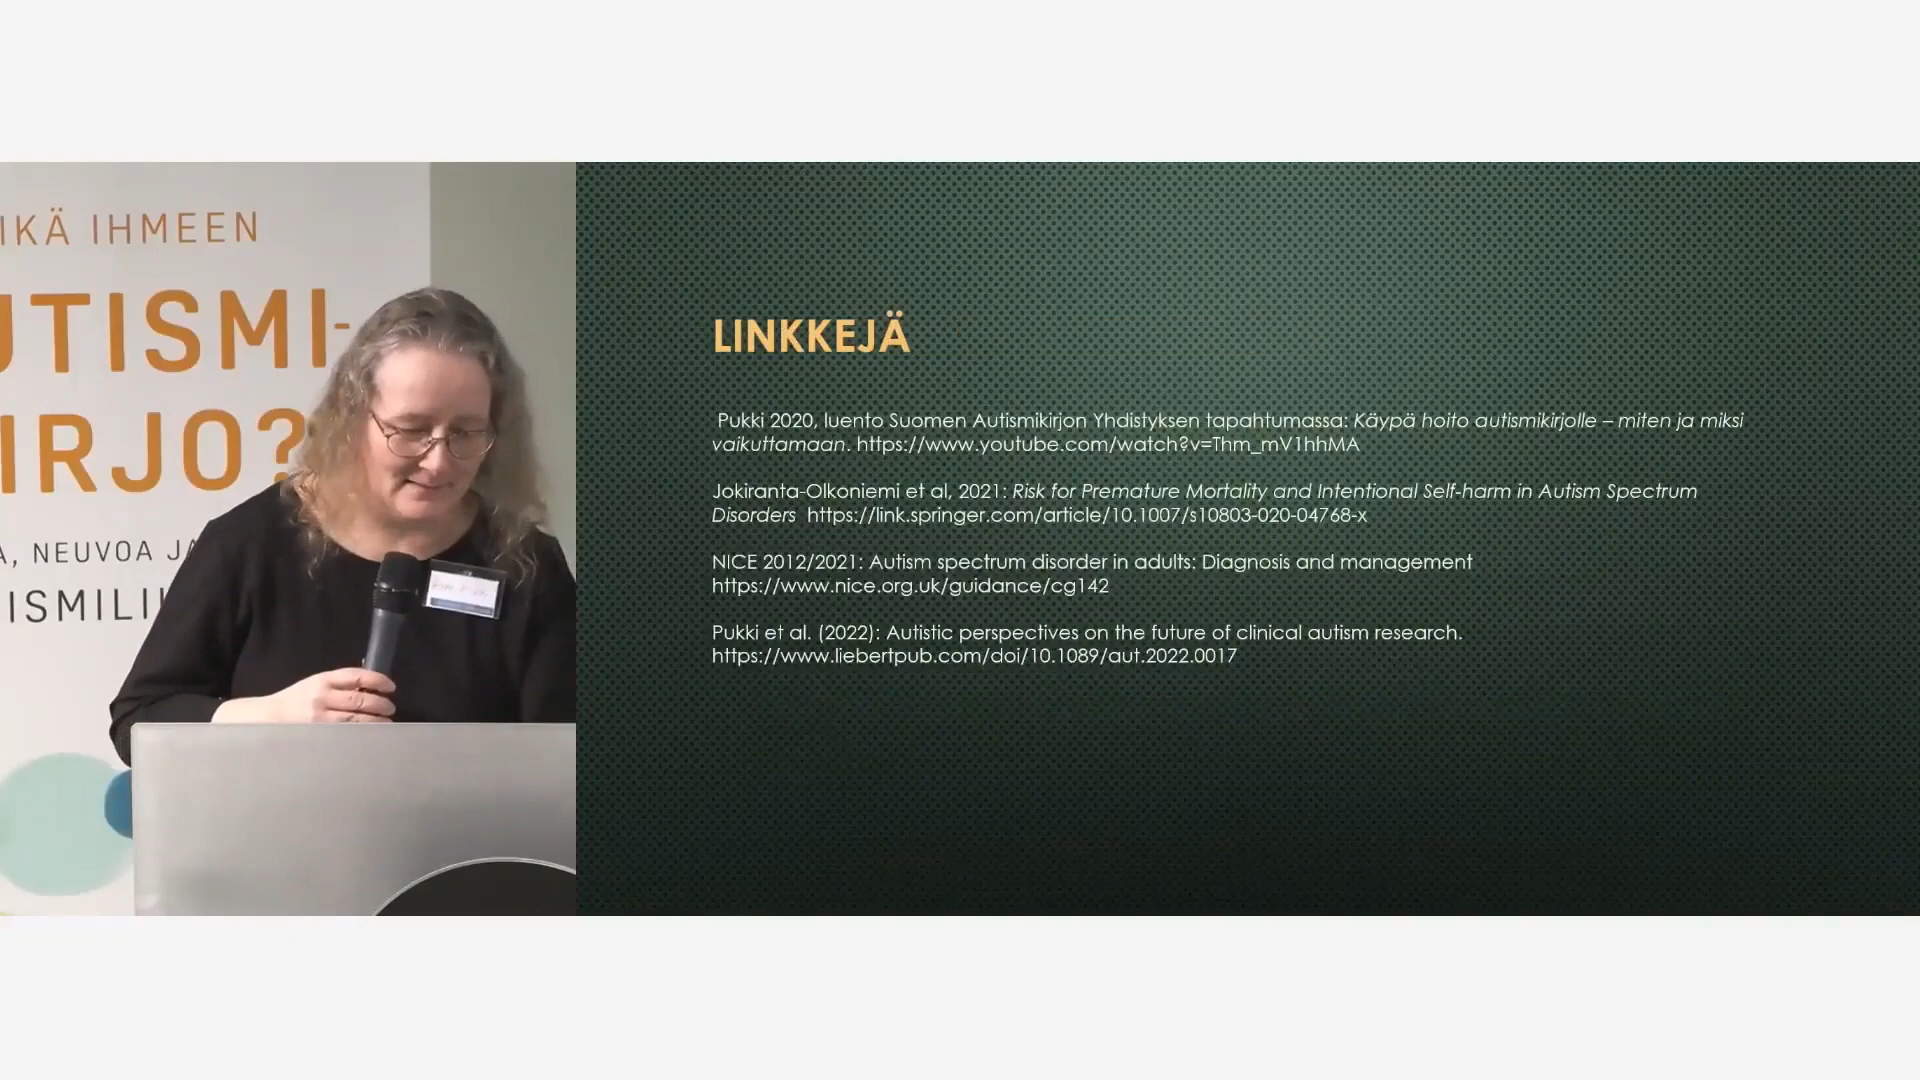 IKÄ IHMEEN
UTISMI-
IRJO?
A, NEUVOA JA
ISMILII
LINKKEJÄ
Pukki 2020, luento Suomen Autismikirjon Yhdistyksen tapahtumassa: Käypä hoito autismikirjolle – miten ja miksi
vaikuttamaan. https://www.youtube.com/watch?v=Thm_mV1hhMA
Jokiranta-Olkoniemi et al, 2021: Risk for Premature Mortality and Intentional Self-harm in Autism Spectrum
Disorders https://link.springer.com/article/10.1007/s10803-020-04768-x
NICE 2012/2021: Autism spectrum disorder in adults: Diagnosis and management
https://www.nice.org.uk/guidance/cg142
Pukki et al. (2022): Autistic perspectives on the future of clinical autism research.
https://www.liebertpub.com/doi/10.1089/aut.2022.0017